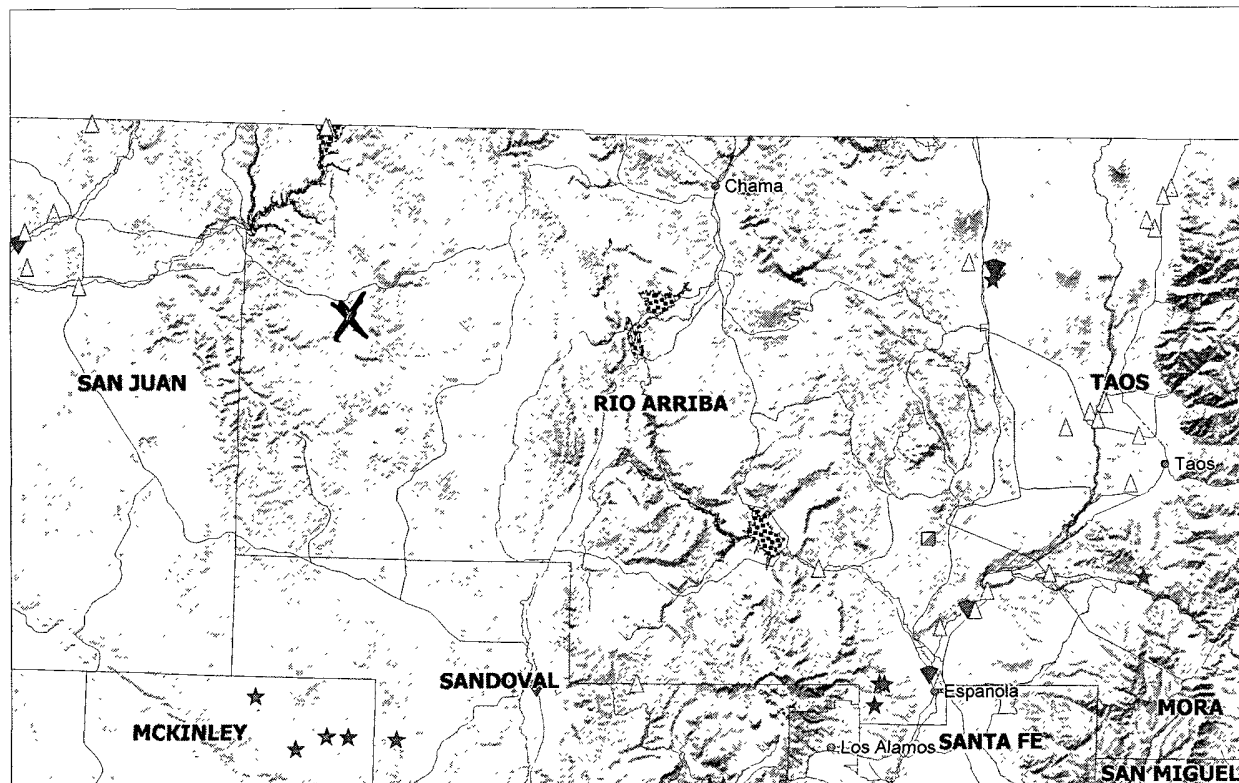 Chama
SAN JUAN
TAOS
RIO ARRIBA
Taos
SANDOVAL
Espanola
MORA
MCKINLEY
Los Alamos
SANTA FE
SAN MIGUEL